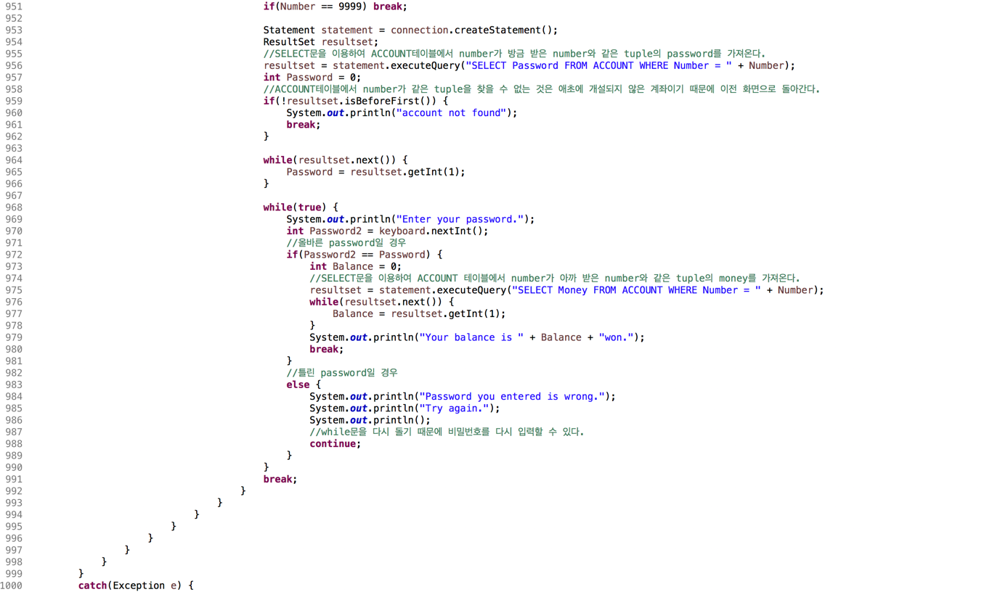 951 if(Number == 9999) break;
952
953 Statement statement = connection.createStatement();
954 ResultSet resultset;
955 //SELECT문을 이용하여 ACCOUNT테이블에서 number가 방금 받은 number와 같은 tuple의 password를 가져온다.
956 resultset = statement.executeQuery("SELECT Password FROM ACCOUNT WHERE Number = " + Number);
957 int Password = 0;
958 //ACCOUNT테이블에서 number가 같은 tuple을 찾을 수 없는 것은 애초에 개설되지 않은 계좌이기 때문에 이전 화면으로 돌아간다.
959 if(!resultset.isBeforeFirst()) {
960 System.out.println("account not found");
961 break;
962 }
963
964 while(resultset.next()) {
965 Password = resultset.getInt(1);
966 }
967
968 while(true) {
969 System.out.println("Enter your password.");
970 int Password2 = keyboard.nextInt();
971 //올바른 password일 경우
972 if(Password2 == Password) {
973 int Balance = 0;
974 //SELECT문을 이용하여 ACCOUNT 테이블에서 number가 아까 받은 number와 같은 tuple의 money를 가져온다.
975 resultset = statement.executeQuery("SELECT Money FROM ACCOUNT WHERE Number = " + Number);
976 while(resultset.next()) {
977 Balance = resultset.getInt(1);
978 }
979 System.out.println("Your balance is " + Balance + "won.");
980 break;
981 }
982 //틀린 password일 경우
983 else {
984 System.out.println("Password you entered is wrong.");
985 System.out.println("Try again.");
986 System.out.println();
987 //while문을 다시 돌기 때문에 비밀번호를 다시 입력할 수 있다.
988 continue;
989 }
990 }
991 break;
992 }
993 }
994 }
995 }
996 }
997 }
998 }
999 }
1000 catch(Exception e) {